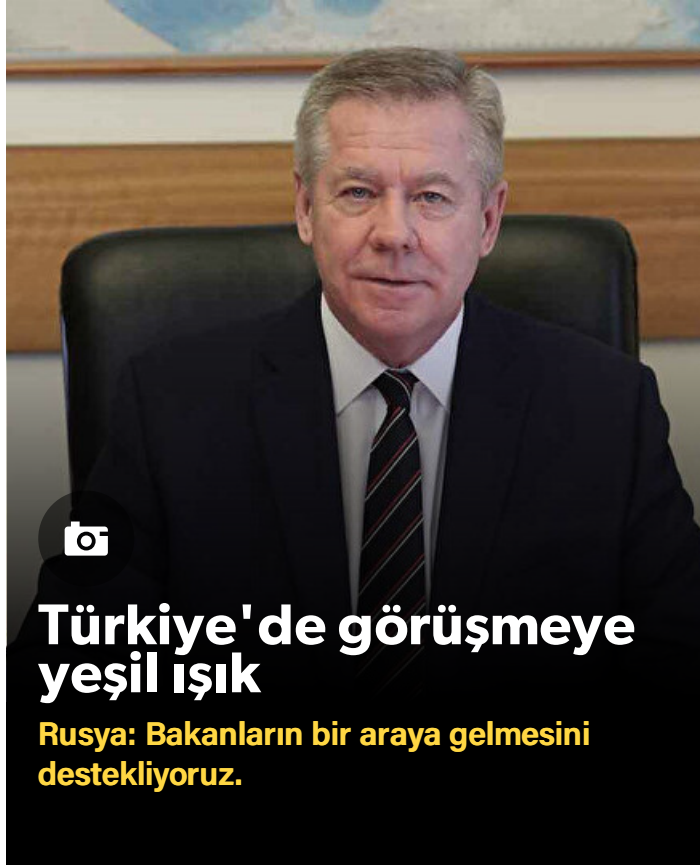 Türkiye'de görüşmeye
yeşil ışık
Rusya: Bakanların bir araya gelmesini
destekliyoruz.